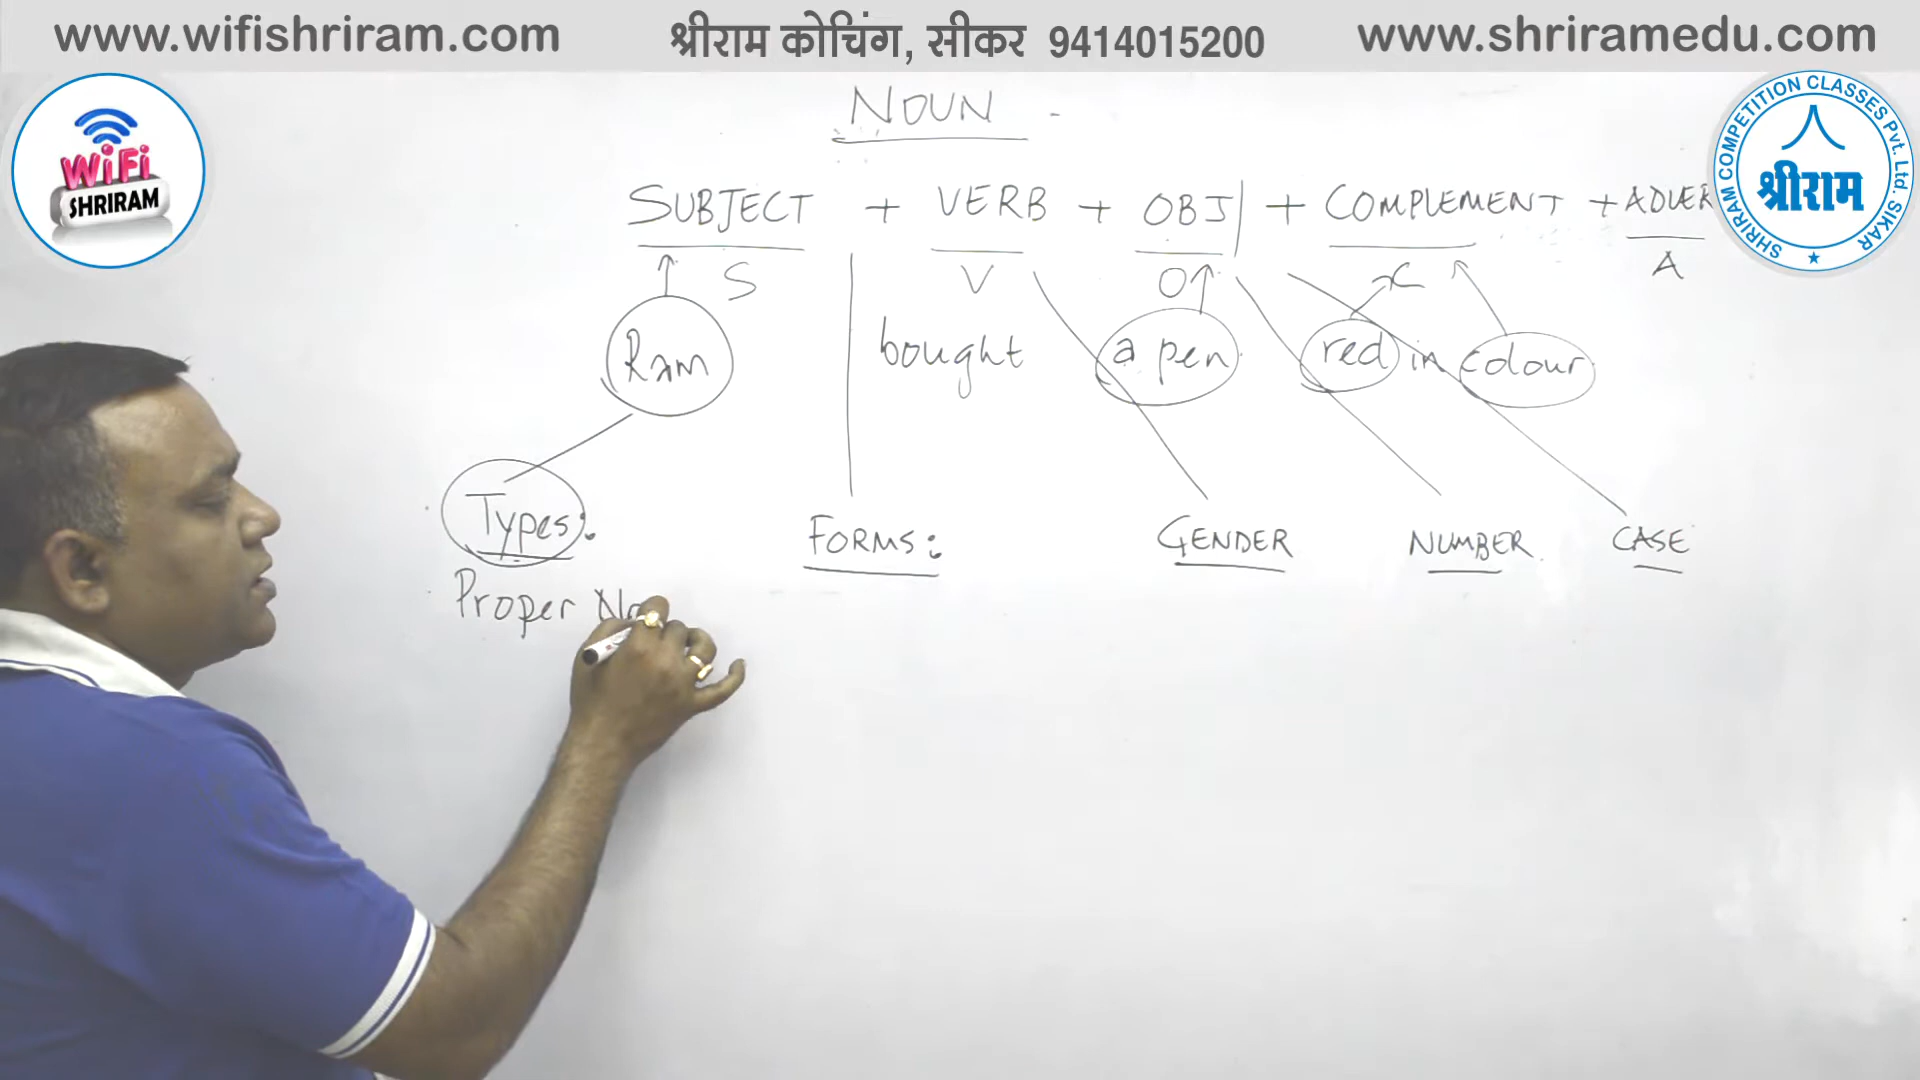 www.wifishriram.com श्रीराम कोचिंग, सीकर 9414015200 www.shriramedu.com
WiFi
SHRIRAM
SHRIRAM COMPETITION CLASSES Pvt. Ltd. SIKAR
श्रीराम
NOUN
SUBJECT + VERB + OBJ + COMPLEMENT + ADVER
S V O A
Ram bought a pen red in colour
Types: FORMS: GENDER NUMBER CASE
Proper No